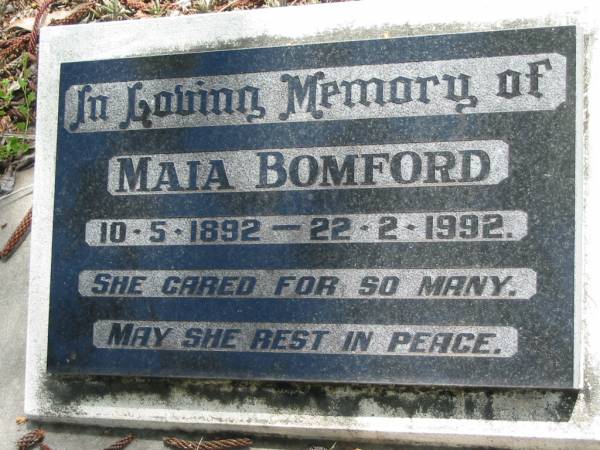 In Loving Memory of
MAIA BOMFORD
10·5·1892 — 22·2·1992.
SHE CARED FOR SO MANY.
MAY SHE REST IN PEACE.